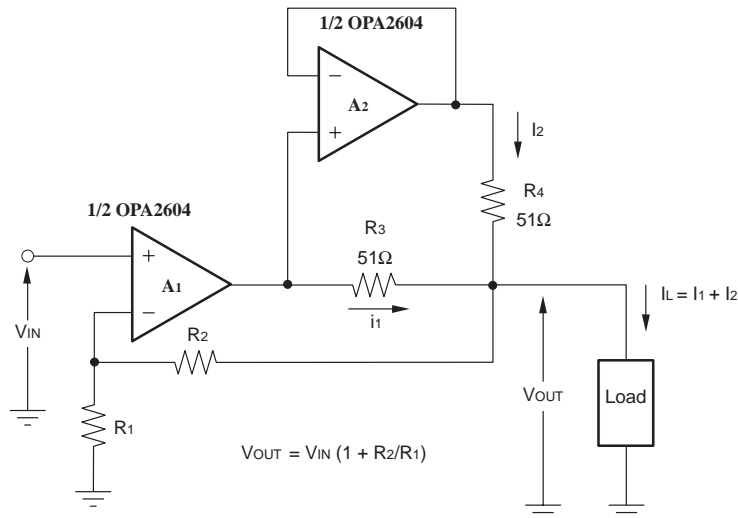 1/2 OPA2604
−
A2
+
I2
R4
51Ω
1/2 OPA2604
R3
51Ω
+
A1
−
i1
IL = I1 + I2
VIN
R2
VOUT
Load
R1
VOUT = VIN (1 + R2/R1)